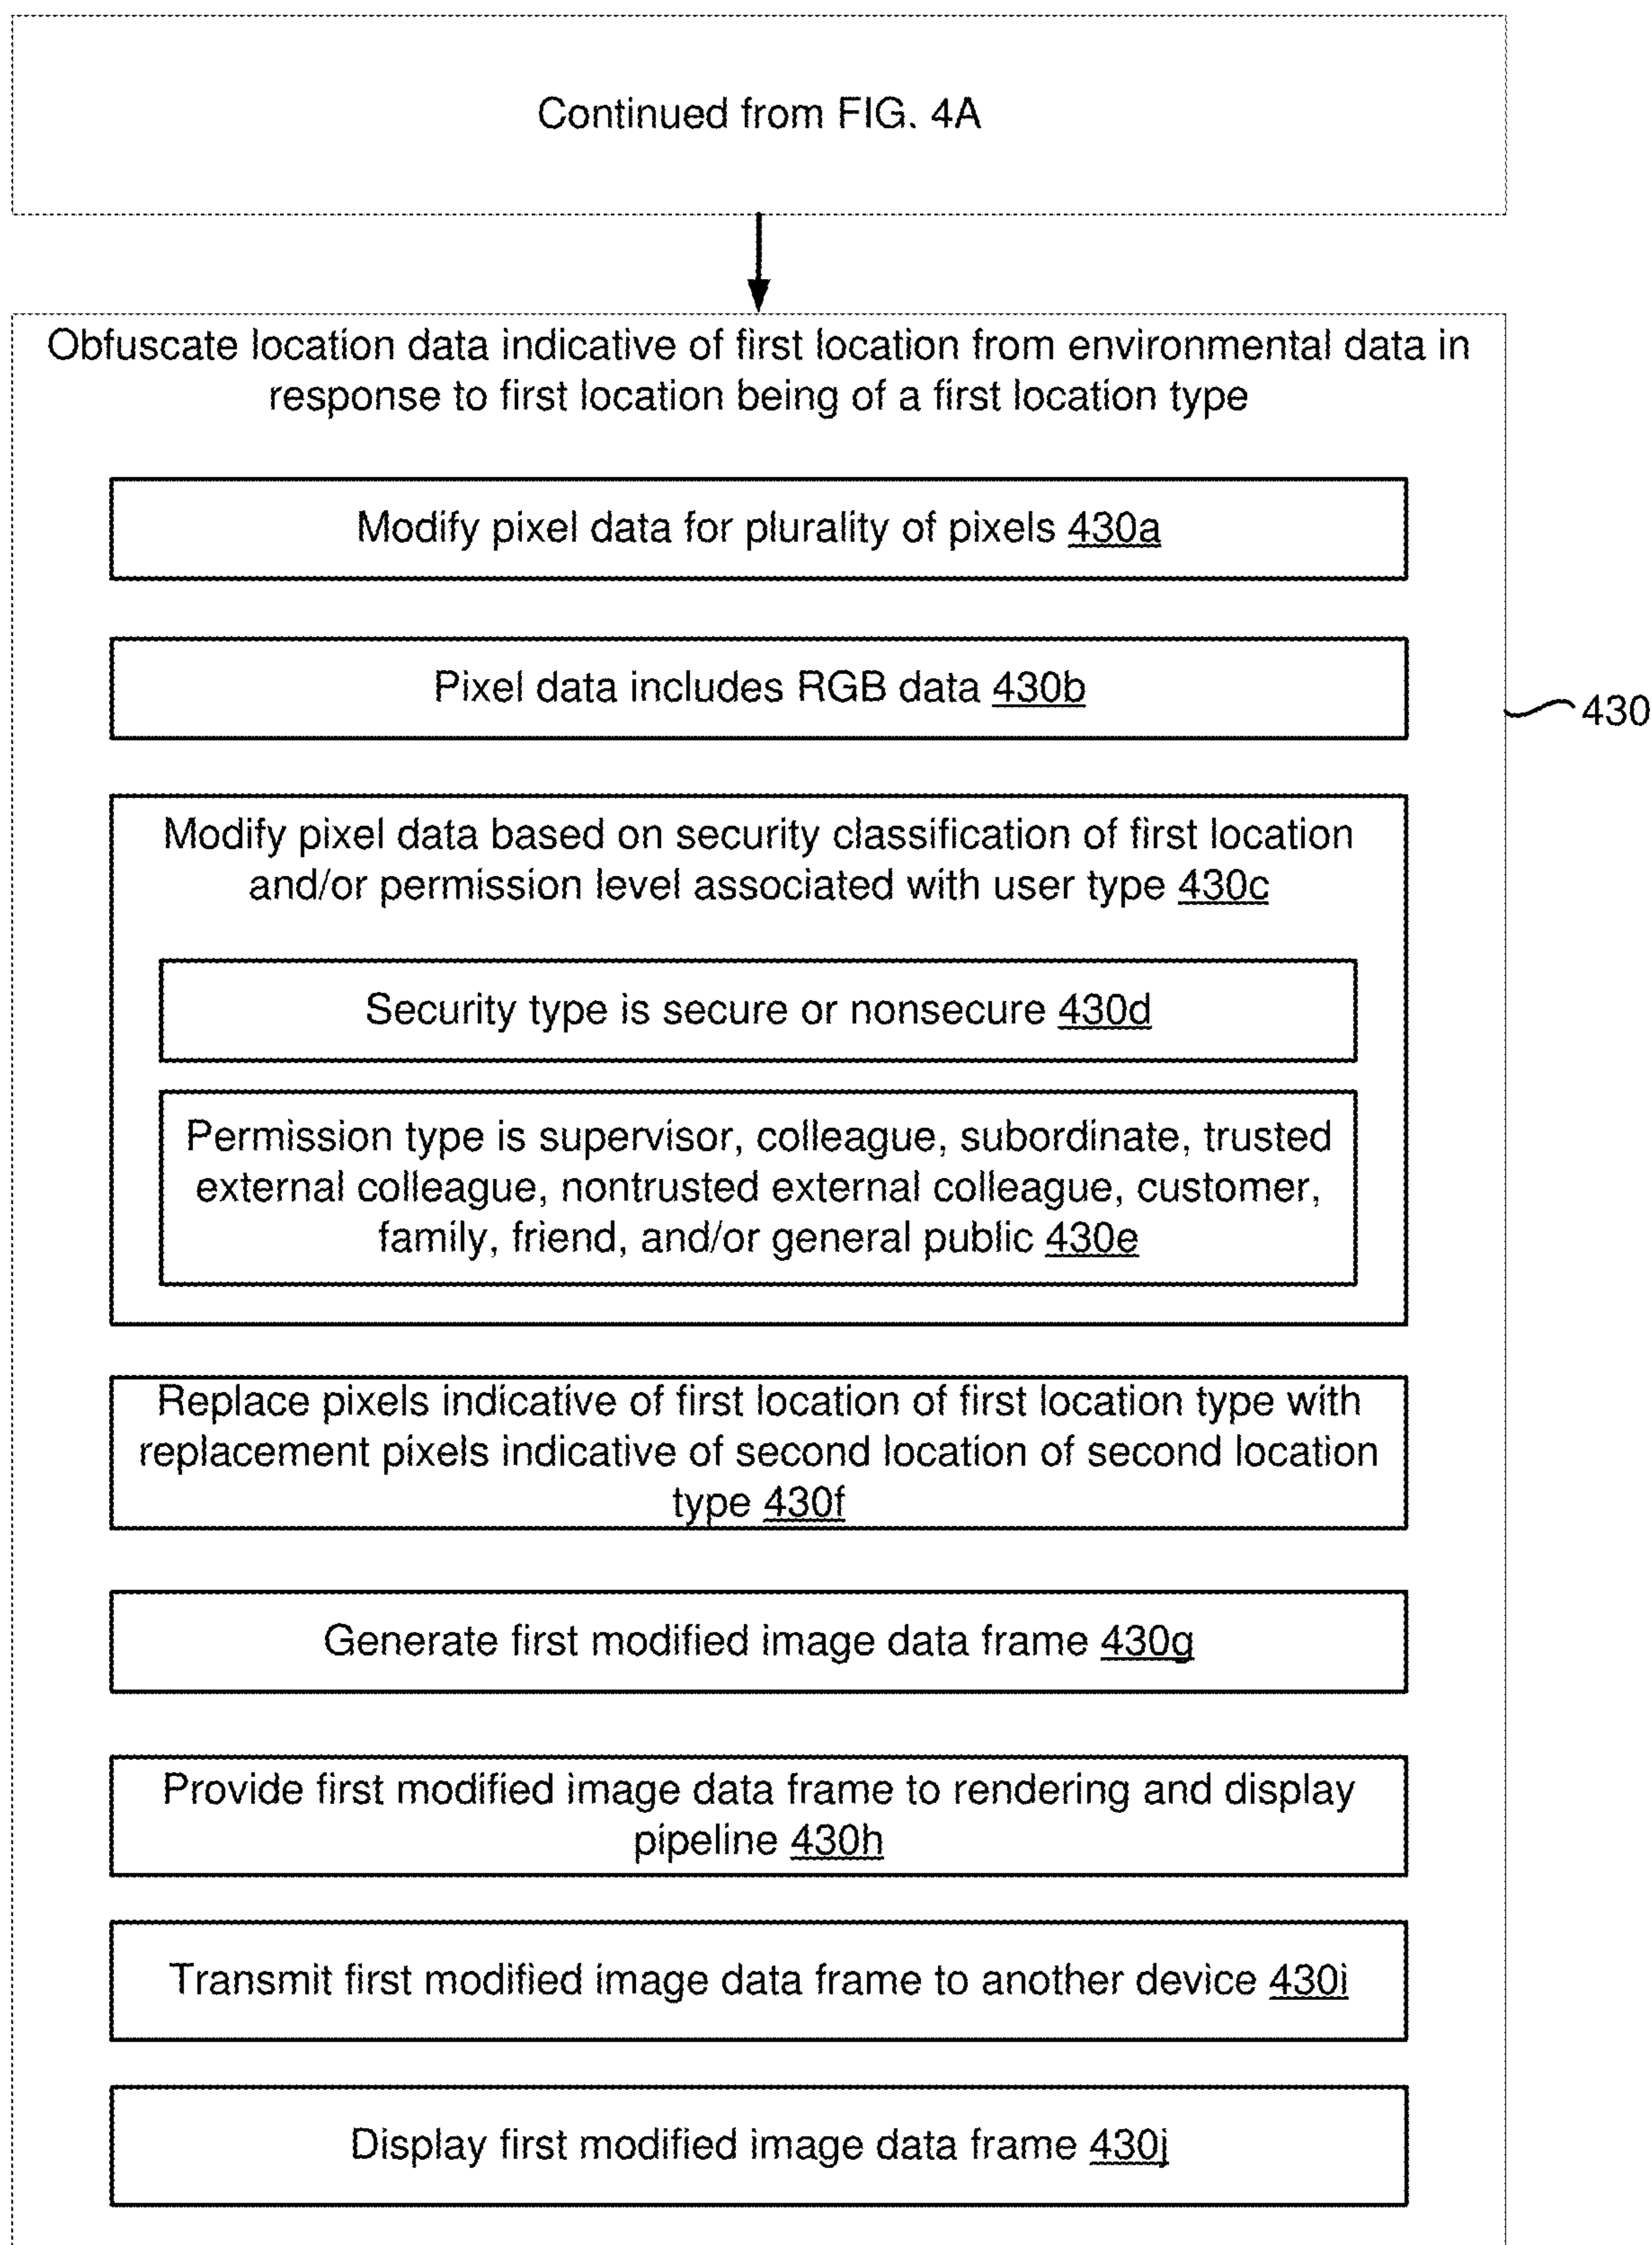 Continued from FIG. 4A
Obfuscate location data indicative of first location from environmental data in
response to first location being of a first location type
Modify pixel data for plurality of pixels 430a
Pixel data includes RGB data 430b
430
Modify pixel data based on security classification of first location
and/or permission level associated with user type 430c
Security type is secure or nonsecure 430d
Permission type is supervisor, colleague, subordinate, trusted
external colleague, nontrusted external colleague, customer,
family, friend, and/or general public 430e
Replace pixels indicative of first location of first location type with
replacement pixels indicative of second location of second location
type 430f
Generate first modified image data frame 430g
Provide first modified image data frame to rendering and display
pipeline 430h
Transmit first modified image data frame to another device 430i
Display first modified image data frame 430j